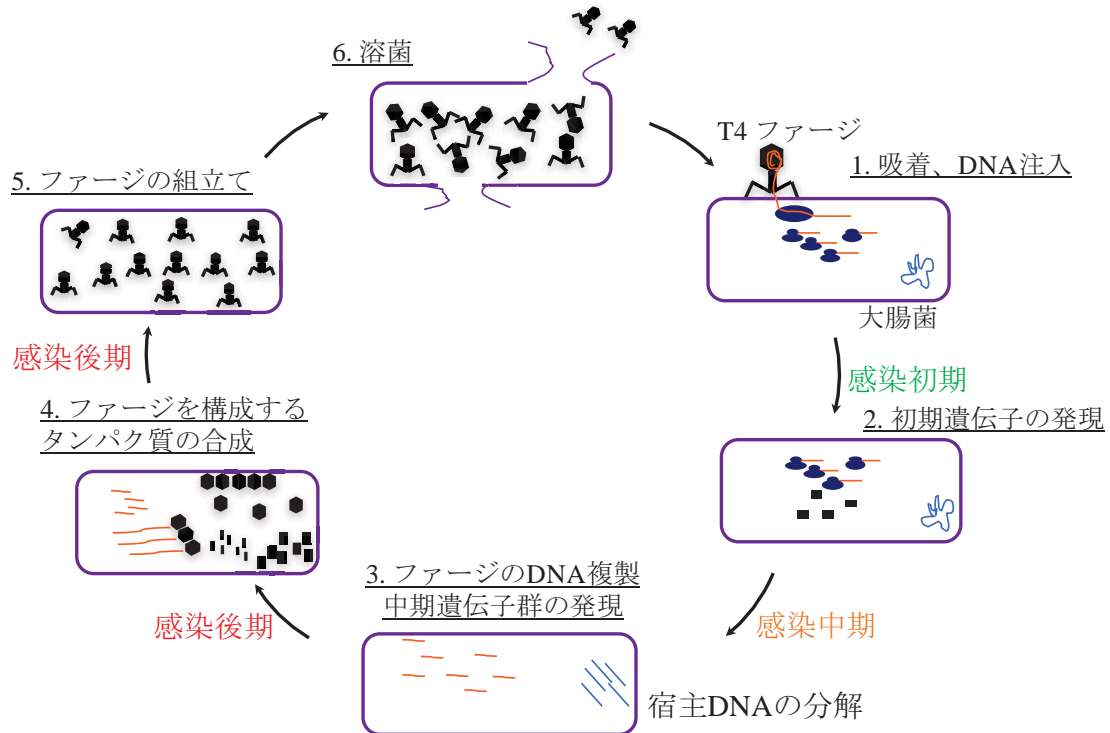 6. 溶菌
T4 ファージ
1. 吸着、DNA注入
大腸菌
感染初期
2. 初期遺伝子の発現
感染中期
3. ファージのDNA複製
中期遺伝子群の発現
宿主DNAの分解
感染後期
4. ファージを構成する
タンパク質の合成
感染後期
5. ファージの組立て